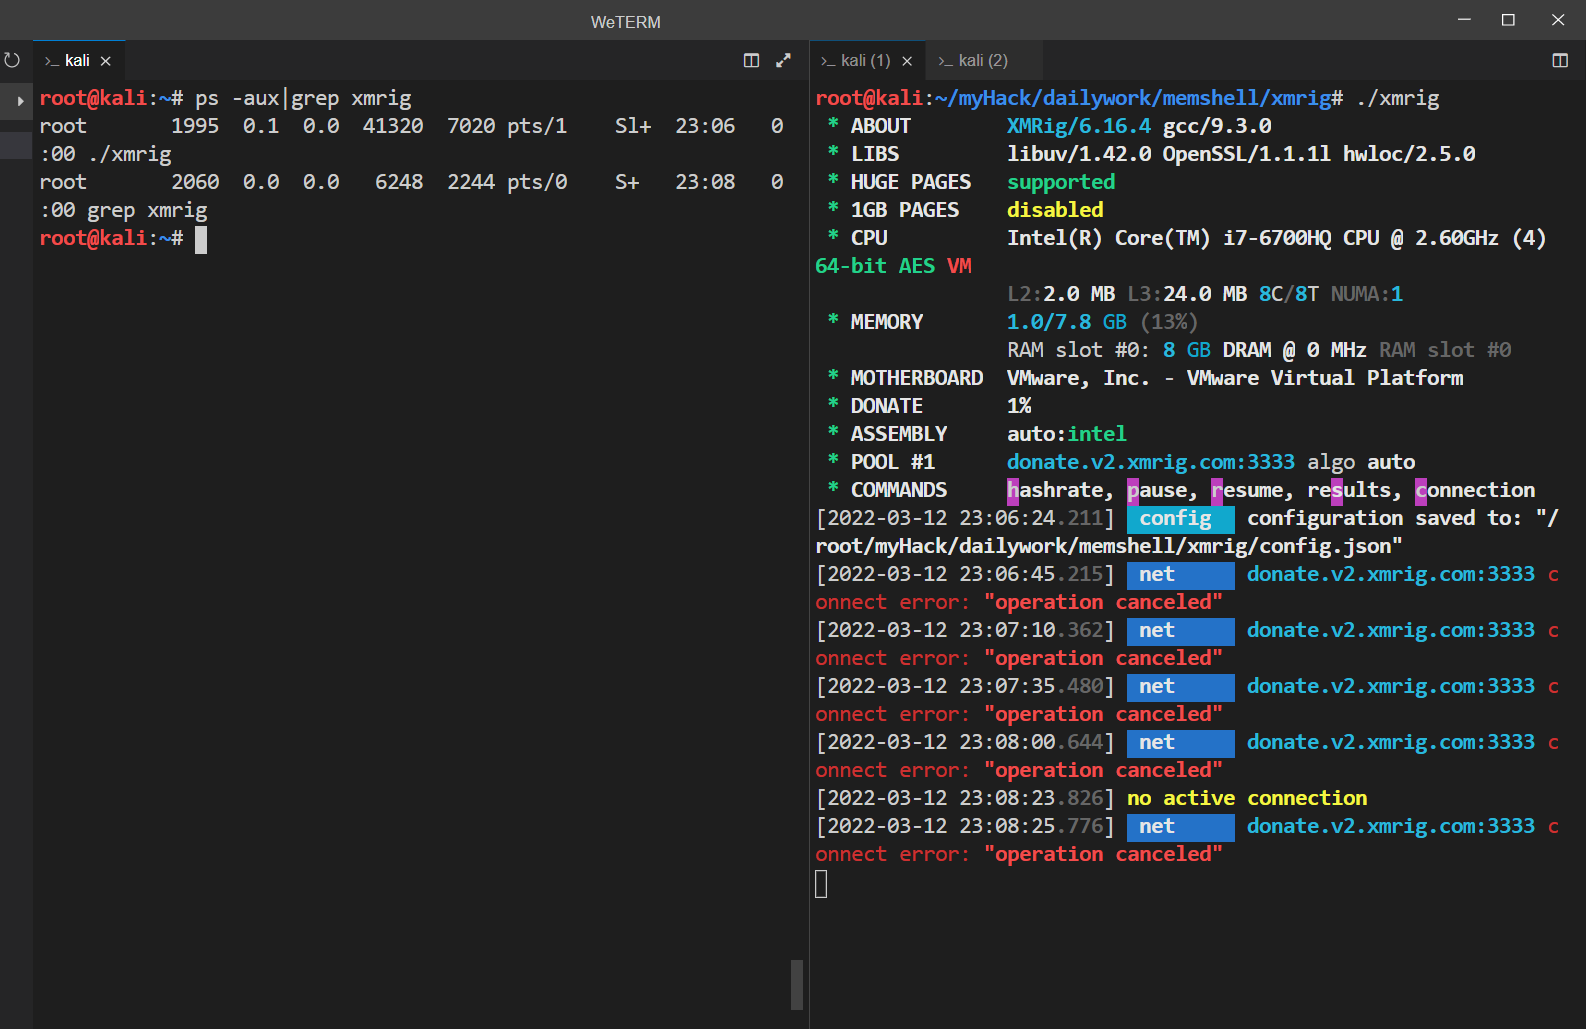 WeTERM
>_ kali
root@kali:~# ps -aux|grep xmrig
root       1995  0.1  0.0  41320  7020 pts/1    Sl+  23:06   0
:00 ./xmrig
root       2060  0.0  0.0   6248  2244 pts/0    S+   23:08   0
:00 grep xmrig
root@kali:~#
>_ kali (1)
>_ kali (2)
root@kali:~/myHack/dailywork/memshell/xmrig# ./xmrig
 * ABOUT        XMRig/6.16.4 gcc/9.3.0
 * LIBS         libuv/1.42.0 OpenSSL/1.1.1l hwloc/2.5.0
 * HUGE PAGES   supported
 * 1GB PAGES    disabled
 * CPU          Intel(R) Core(TM) i7-6700HQ CPU @ 2.60GHz (4)
64-bit AES VM
                L2:2.0 MB L3:24.0 MB 8C/8T NUMA:1
 * MEMORY       1.0/7.8 GB (13%)
                RAM slot #0: 8 GB DRAM @ 0 MHz RAM slot #0
 * MOTHERBOARD  VMware, Inc. - VMware Virtual Platform
 * DONATE       1%
 * ASSEMBLY     auto:intel
 * POOL #1      donate.v2.xmrig.com:3333 algo auto
 * COMMANDS     hashrate, pause, resume, results, connection
[2022-03-12 23:06:24.211]  config   configuration saved to: "/
root/myHack/dailywork/memshell/xmrig/config.json"
[2022-03-12 23:06:45.215]  net      donate.v2.xmrig.com:3333 c
onnect error: "operation canceled"
[2022-03-12 23:07:10.362]  net      donate.v2.xmrig.com:3333 c
onnect error: "operation canceled"
[2022-03-12 23:07:35.480]  net      donate.v2.xmrig.com:3333 c
onnect error: "operation canceled"
[2022-03-12 23:08:00.644]  net      donate.v2.xmrig.com:3333 c
onnect error: "operation canceled"
[2022-03-12 23:08:23.826] no active connection
[2022-03-12 23:08:25.776]  net      donate.v2.xmrig.com:3333 c
onnect error: "operation canceled"